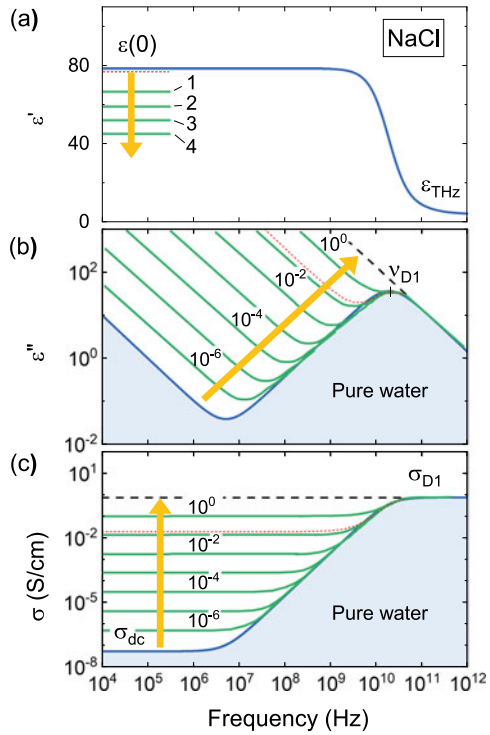 (a)
NaCl
ε(0)
80
40
0
ε'
1
2
3
4
ε_THz
(b)
10^2
10^0
10^-2
ε''
10^0
10^-2
10^-4
10^-6
ν_D1
Pure water
(c)
10^1
10^-2
10^-5
10^-7
10^-8
σ (S/cm)
σ_D1
10^0
10^-2
10^-4
10^-6
σ_dc
Pure water
10^4 10^5 10^6 10^7 10^8 10^9 10^10 10^11 10^12
Frequency (Hz)